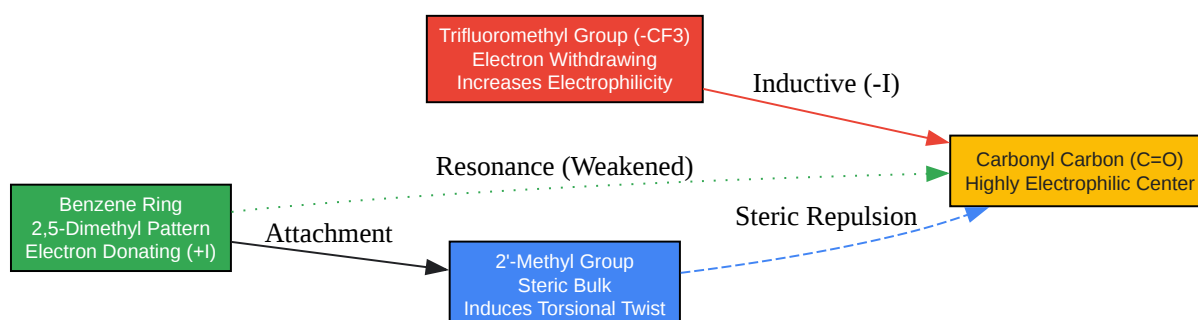 Trifluoromethyl Group (-CF3)
Electron Withdrawing
Increases Electrophilicity
Inductive (-I)
Carbonyl Carbon (C=O)
Highly Electrophilic Center
Resonance (Weakened)
Benzene Ring
2,5-Dimethyl Pattern
Electron Donating (+I)
Attachment
Steric Repulsion
2'-Methyl Group
Steric Bulk
Induces Torsional Twist